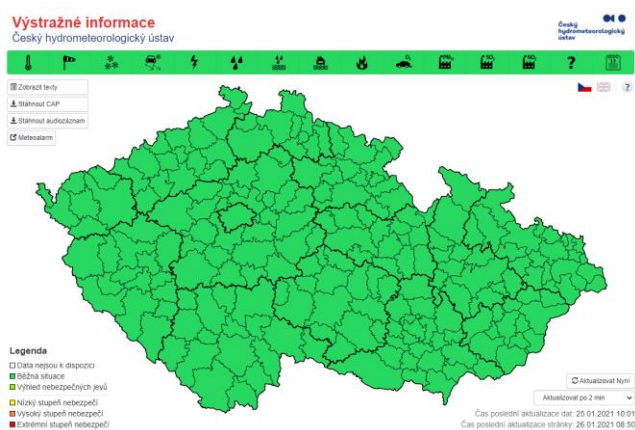 Výstražné informace
Český hydrometeorologický ústav
Český
hydrometeorologický
ústav
O₃
PM₁₀
SO₂
?
Zobrazit texty
Stáhnout CAP
Stáhnout audiozáznam
Meteoalarm
?
Legenda
Data nejsou k dispozici
Běžná situace
Výhled nebezpečných jevů
Nízký stupeň nebezpečí
Vysoký stupeň nebezpečí
Extrémní stupeň nebezpečí
Aktualizovat Nyní
Aktualizovat po 2 min
Čas poslední aktualizace dat: 25.01.2021 10:01
Čas poslední aktualizace stránky: 26.01.2021 08:50